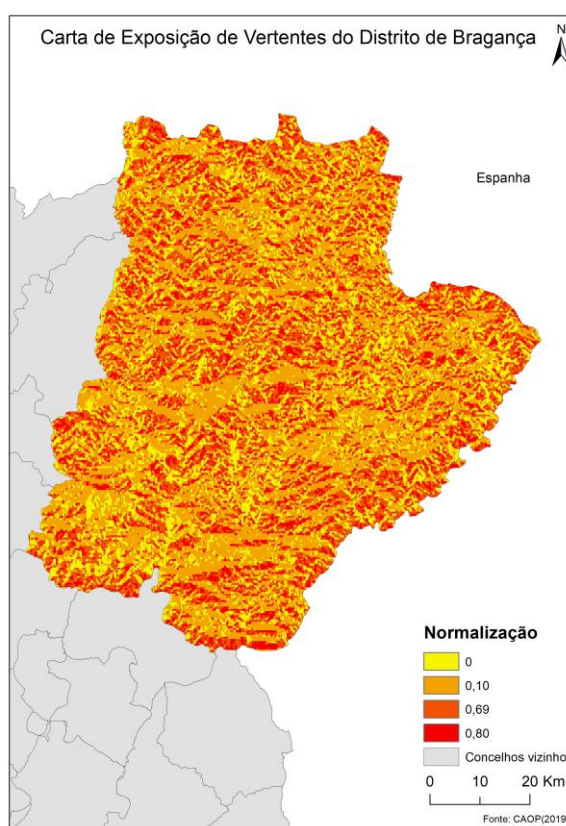 Carta de Exposição de Vertentes do Distrito de Bragança
N
Espanha
Normalização
0
0,10
0,69
0,80
Concelhos vizinho
0 10 20 Km
Fonte: CAOP(2019